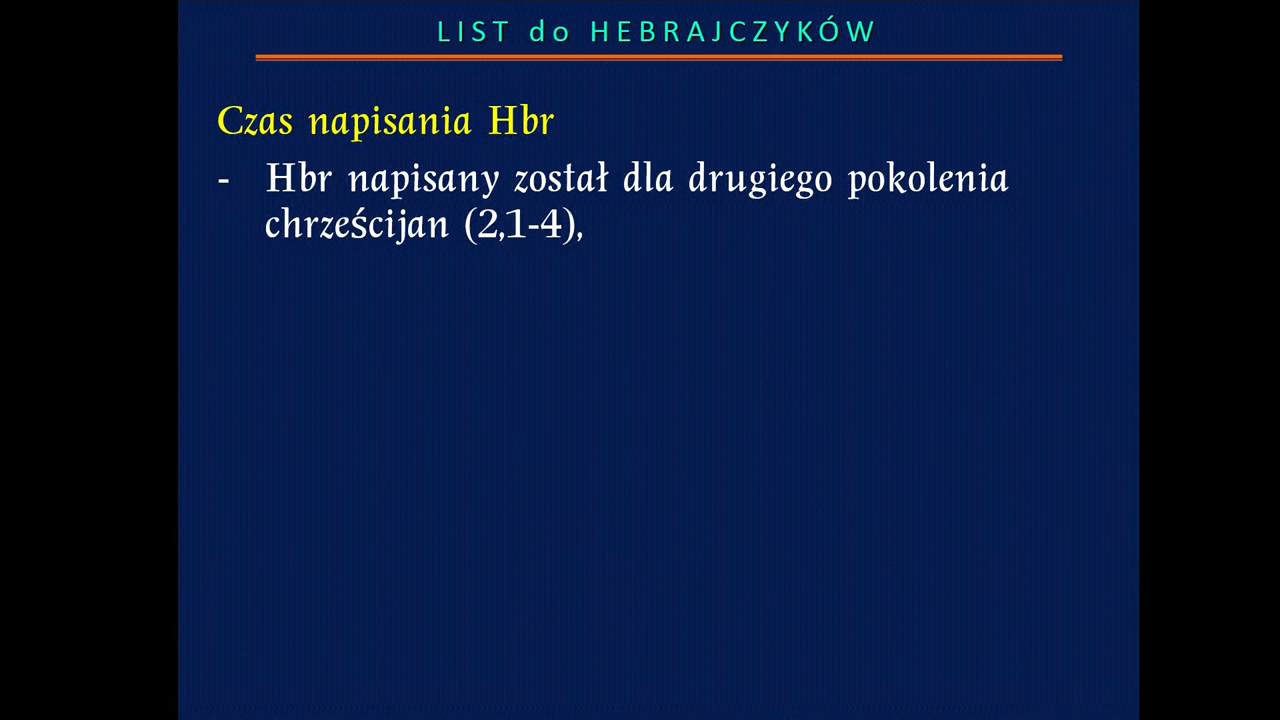 LIST do HEBRAJCZYKÓW
Czas napisania Hbr
- Hbr napisany został dla drugiego pokolenia
chrześcijan (2,1-4),